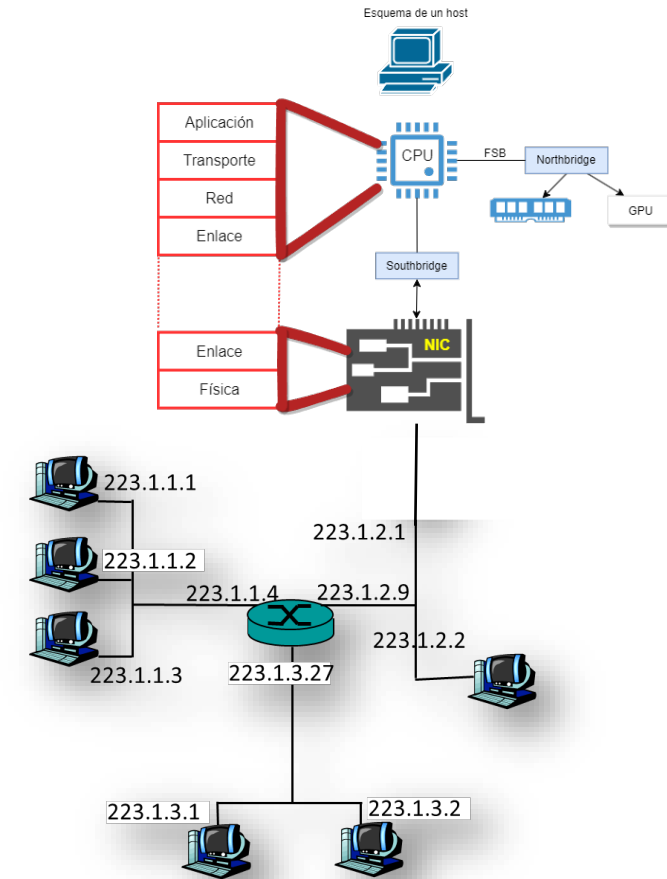 Esquema de un host
Aplicación
Transporte
Red
Enlace
CPU
FSB
Northbridge
GPU
Southbridge
Enlace
Física
NIC
223.1.1.1
223.1.2.1
223.1.1.2
223.1.1.4
223.1.2.9
223.1.2.2
223.1.1.3
223.1.3.27
223.1.3.1
223.1.3.2